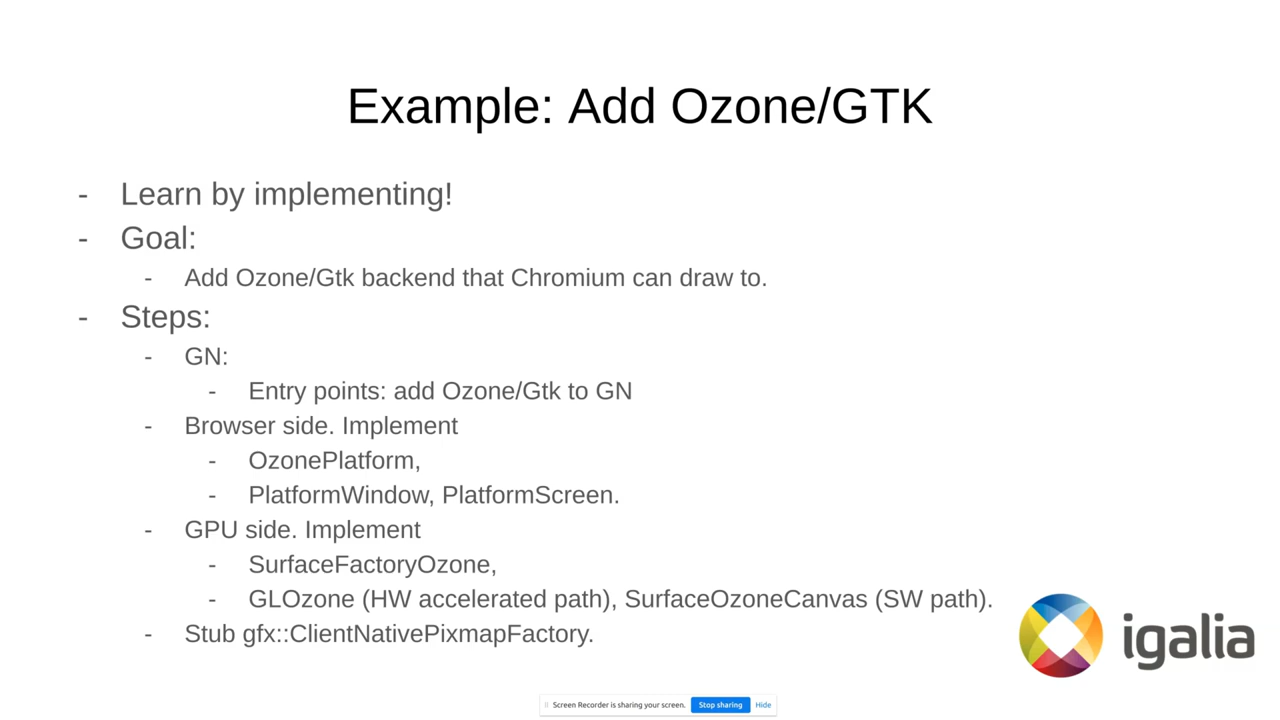 Example: Add Ozone/GTK
- Learn by implementing!
- Goal:
- Add Ozone/Gtk backend that Chromium can draw to.
- Steps:
- GN:
- Entry points: add Ozone/Gtk to GN
- Browser side. Implement
- OzonePlatform,
- PlatformWindow, PlatformScreen.
- GPU side. Implement
- SurfaceFactoryOzone,
- GLOzone (HW accelerated path), SurfaceOzoneCanvas (SW path).
- Stub gfx::ClientNativePixmapFactory.
igalia
Screen Recorder is sharing your screen. Stop sharing Hide